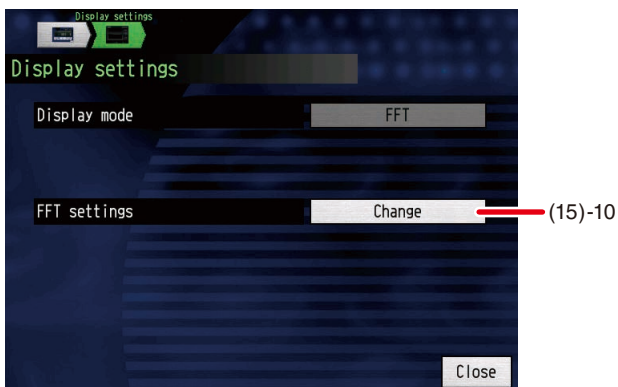 Display settings
Display settings
Display mode
FFT
FFT settings
Change
(15)-10
Close